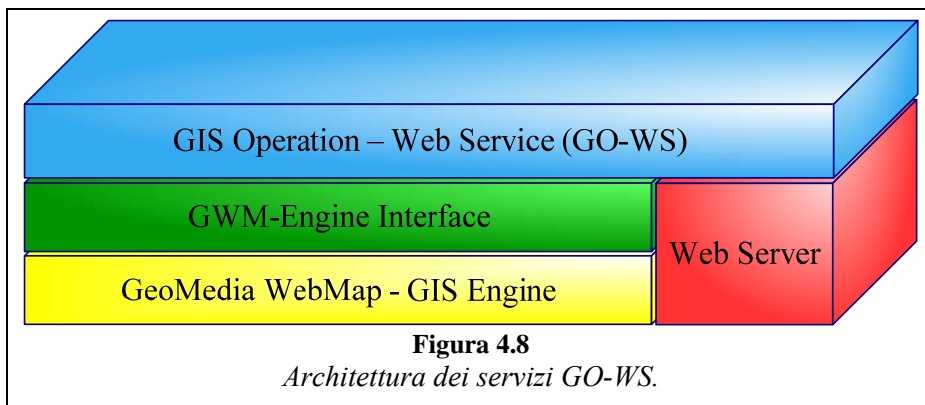 GIS Operation – Web Service (GO-WS)
GWM-Engine Interface
Web Server
GeoMedia WebMap - GIS Engine
Figura 4.8
Architettura dei servizi GO-WS.